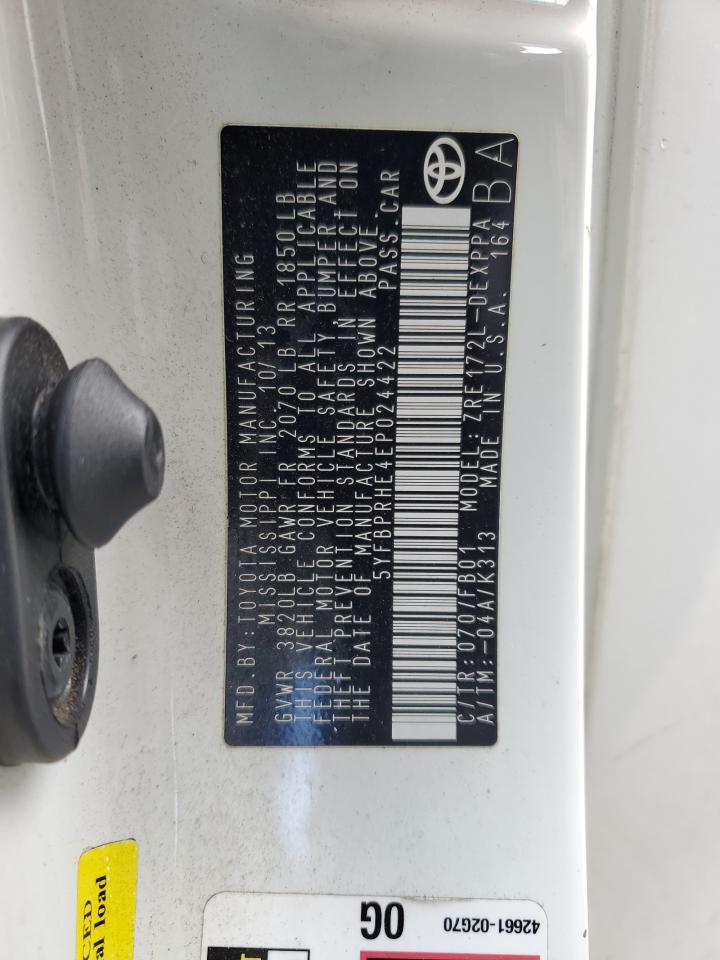 MFD.BY:TOYOTA MOTOR MANUFACTURING
MISSISSIPPI INC. 10/13
GVWR 3820LB GAWR FR 2070 LB RR 1850LB
THIS VEHICLE CONFORMS TO ALL APPLICABLE
FEDERAL MOTOR VEHICLE SAFETY, BUMPER AND
THEFT PREVENTION STANDARDS IN EFFECT ON
THE DATE OF MANUFACTURE SHOWN ABOVE.
5YFBPRHE4EP024422 PASS.CAR
C/TR:070/FB01 MODEL: ZRE172L-DEXPPA
A/TM:-04A/K313 MADE IN U.S.A. 164 BA
al load
0G
42661-02G70